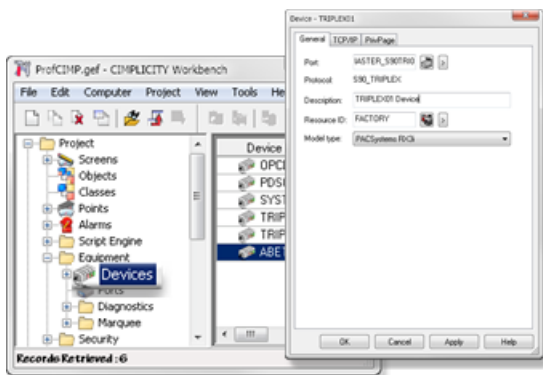 ProfCIMP.gef - CIMPLICITY Workbench
File Edit Computer Project View Tools He
Project
Screens
Objects
Classes
Points
Alarms
Script Engine
Equipment
Devices
Ports
Diagnostics
Marquee
Security
Device
OPC
PDS
SYST
TRIP
TRIP
ABE
Records Retrieved : 6
Device - TRIPLEX01
General TCP/IP PrivPage
Port: IASTER_S90TRIO
Protocol: S90_TRIPLEX
Description: TRIPLEX01 Device
Resource ID: FACTORY
Model type: PACSystems RX3i
OK Cancel Apply Help